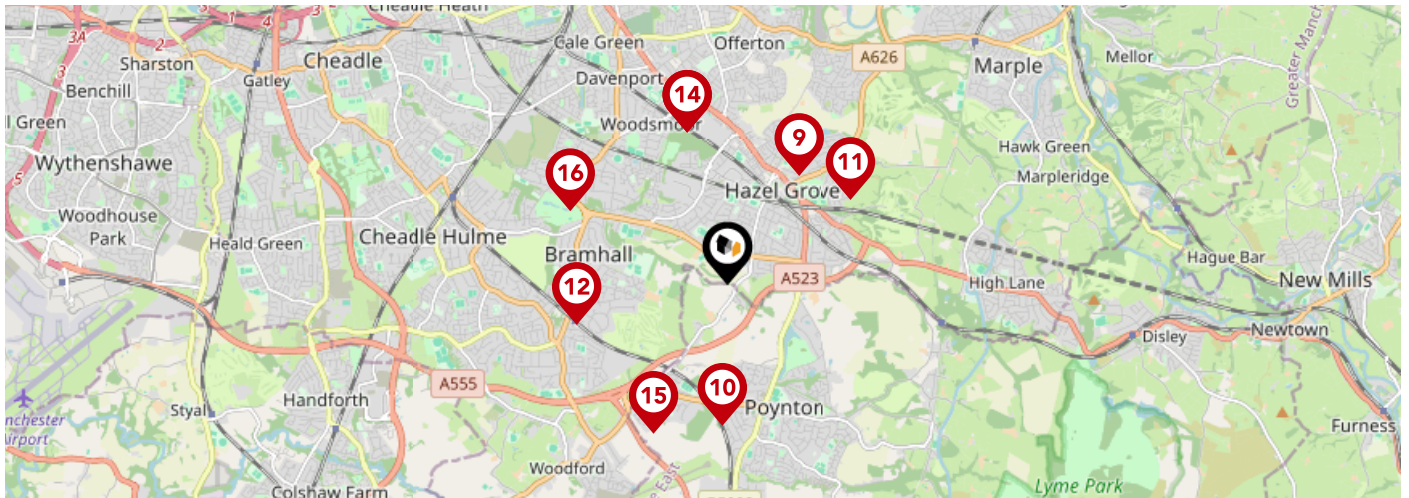 Cheadle Heath
3A
1
4
3
2
Cale Green
Offerton
A626
Sharston
Cheadle
Marple
Mellor
Gatley
Davenport
3
Benchill
14
Woodsmoor
9
Wythenshawe
Hawk Green
11
16
Marpleridge
5
Hazel Grove
Woodhouse
Park
Cheadle Hulme
Heald Green
Bramhall
Hague Bar
A523
High Lane
New Mills
12
Newtown
Disley
A555
15
10
Handforth
Styal
Poynton
Furness
Woodford
Lyme Park
Colshaw Farm